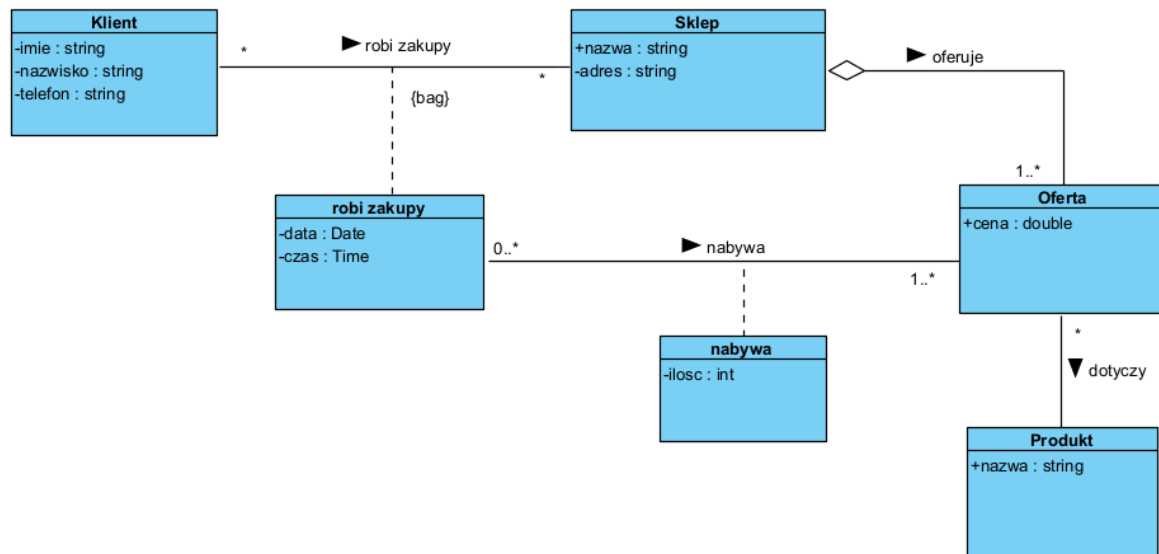 Klient
-imie : string
-nazwisko : string
-telefon : string
*
robi zakupy
*
{bag}
Sklep
+nazwa : string
-adres : string
oferuje
1..*
Oferta
+cena : double
robi zakupy
-data : Date
-czas : Time
0..*
nabywa
1..*
nabywa
-ilosc : int
*
dotyczy
Produkt
+nazwa : string